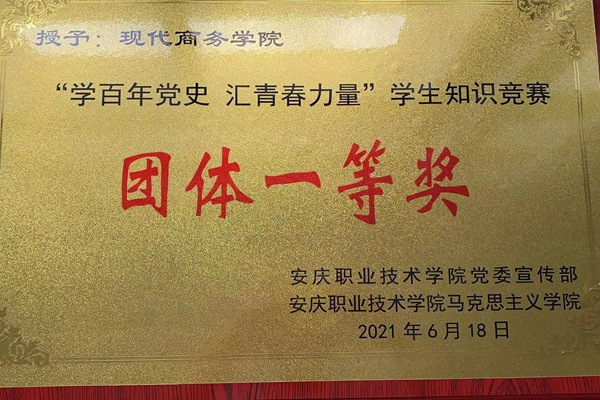 授予：现代商务学院
“学百年党史 汇青春力量”学生知识竞赛
团体一等奖
安庆职业技术学院党委宣传部
安庆职业技术学院马克思主义学院
2021年6月18日